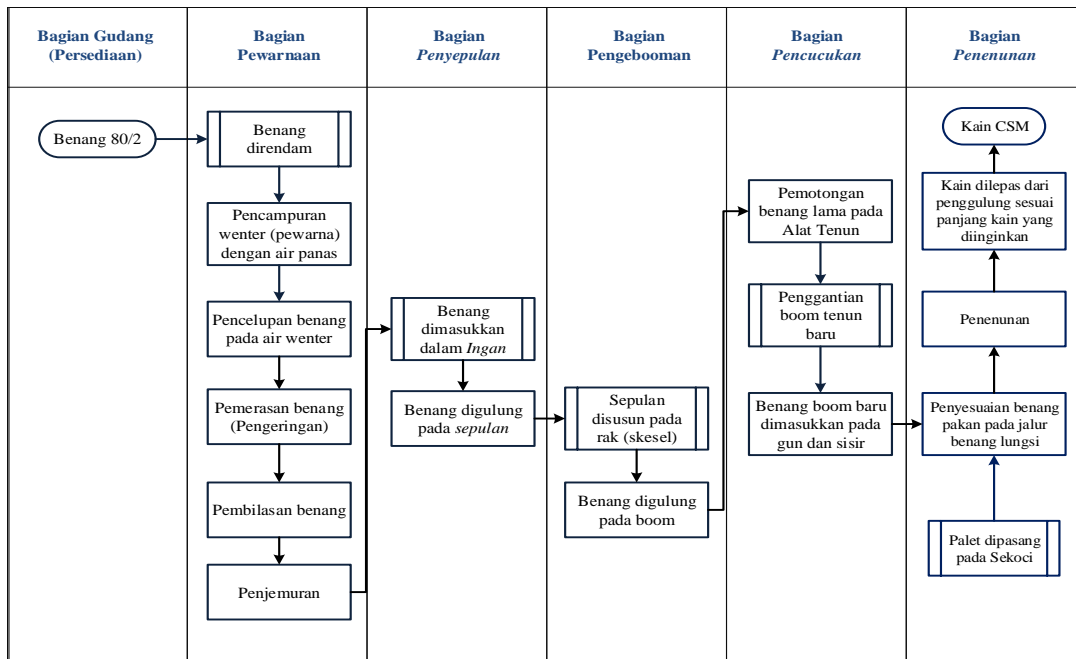 Bagian Gudang
(Persediaan)
Bagian
Pewarnaan
Bagian
Penyepulan
Bagian
Pengebooman
Bagian
Pencucukan
Bagian
Penenunan
Benang 80/2
Benang
direndam
Pencampuran
wenter (pewarna)
dengan air panas
Pencelupan benang
pada air wenter
Pemerasan benang
(Pengeringan)
Pembilasan benang
Penjemuran
Benang
dimasukkan
dalam Ingan
Benang digulung
pada sepulan
Sepulan
disusun pada
rak (skesel)
Benang digulung
pada boom
Pemotongan
benang lama pada
Alat Tenun
Penggantian
boom tenun
baru
Benang boom baru
dimasukkan pada
gun dan sisir
Kain CSM
Kain dilepas dari
penggulung sesuai
panjang kain yang
diinginkan
Penenunan
Penyesuaian benang
pakan pada jalur
benang lungsi
Palet dipasang
pada Sekoci